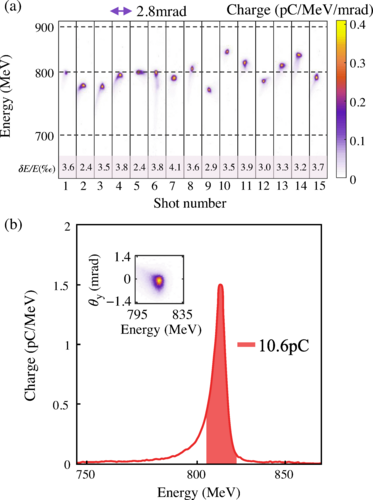 (a)
2.8mrad
Charge (pC/MeV/mrad)
Energy (MeV)
900
800
700
0.4
0.3
0.2
0.1
0
δE/E(‰) 3.6 2.4 3.5 3.8 2.4 3.8 4.1 3.6 2.9 3.5 3.9 3.0 3.3 3.2 3.7
1 2 3 4 5 6 7 8 9 10 11 12 13 14 15
Shot number
(b)
Charge (pC/MeV)
2
1.5
1
0.5
0
θy (mrad)
1.4
0
−1.4
795 835
Energy (MeV)
10.6pC
750 800 850
Energy (MeV)